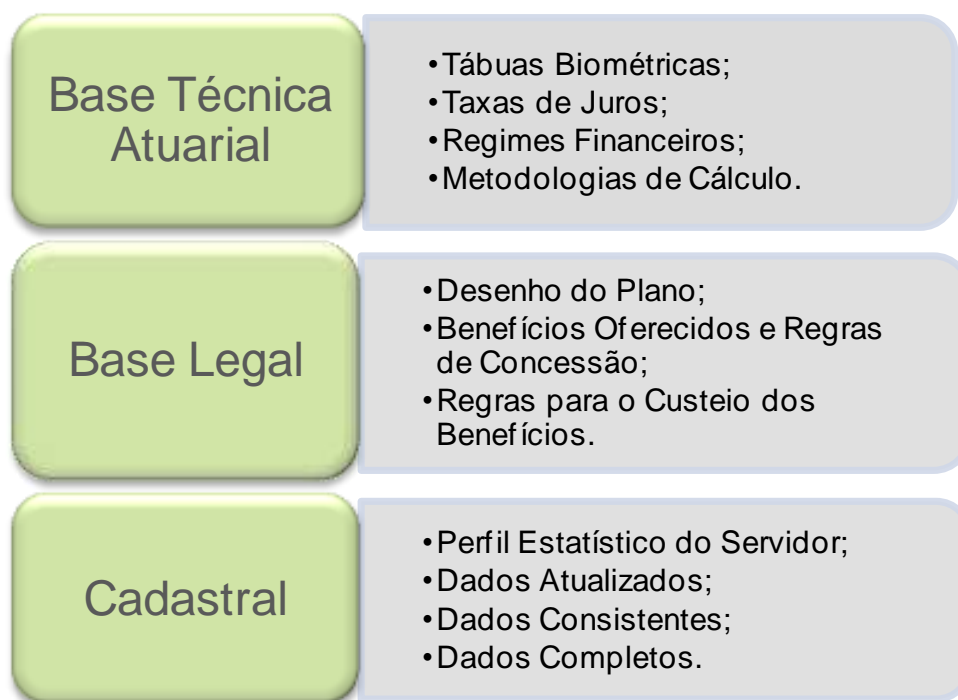 Base Técnica
Atuarial
•Tábuas Biométricas;
•Taxas de Juros;
•Regimes Financeiros;
•Metodologias de Cálculo.
Base Legal
•Desenho do Plano;
•Benefícios Oferecidos e Regras
de Concessão;
•Regras para o Custeio dos
Benefícios.
Cadastral
•Perfil Estatístico do Servidor;
•Dados Atualizados;
•Dados Consistentes;
•Dados Completos.